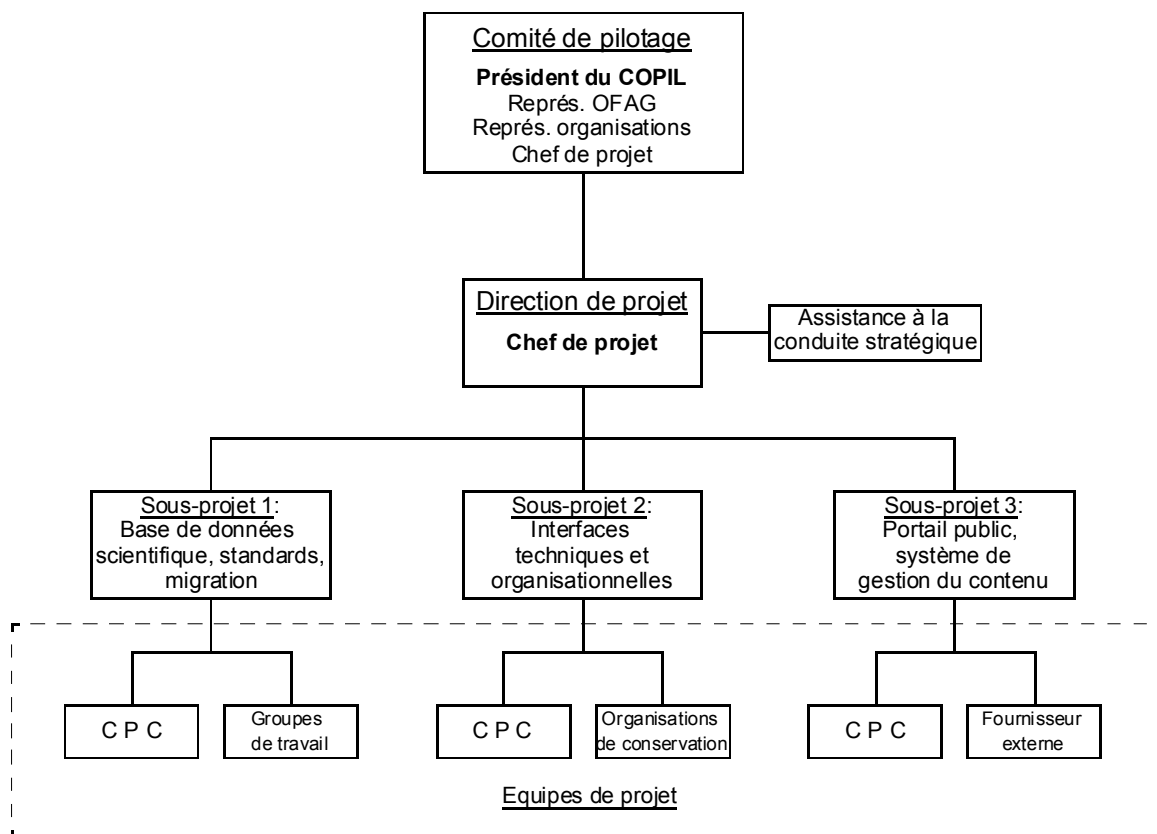 Comité de pilotage
Président du COPIL
Représ. OFAG
Représ. organisations
Chef de projet
Direction de projet
Chef de projet
Assistance à la
conduite stratégique
Sous-projet 1:
Base de données
scientifique, standards,
migration
Sous-projet 2:
Interfaces
techniques et
organisationnelles
Sous-projet 3:
Portail public,
système de
gestion du contenu
C P C
Groupes
de travail
C P C
Organisations
de conservation
C P C
Fournisseur
externe
Equipes de projet